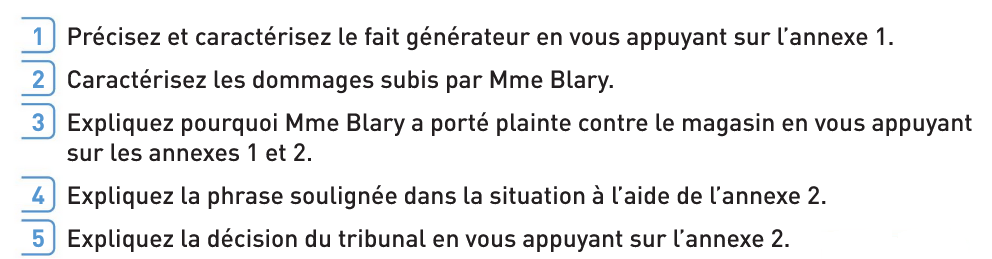 1 Précisez et caractérisez le fait générateur en vous appuyant sur l’annexe 1.
2 Caractérisez les dommages subis par Mme Blary.
3 Expliquez pourquoi Mme Blary a porté plainte contre le magasin en vous appuyant
sur les annexes 1 et 2.
4 Expliquez la phrase soulignée dans la situation à l’aide de l’annexe 2.
5 Expliquez la décision du tribunal en vous appuyant sur l’annexe 2.